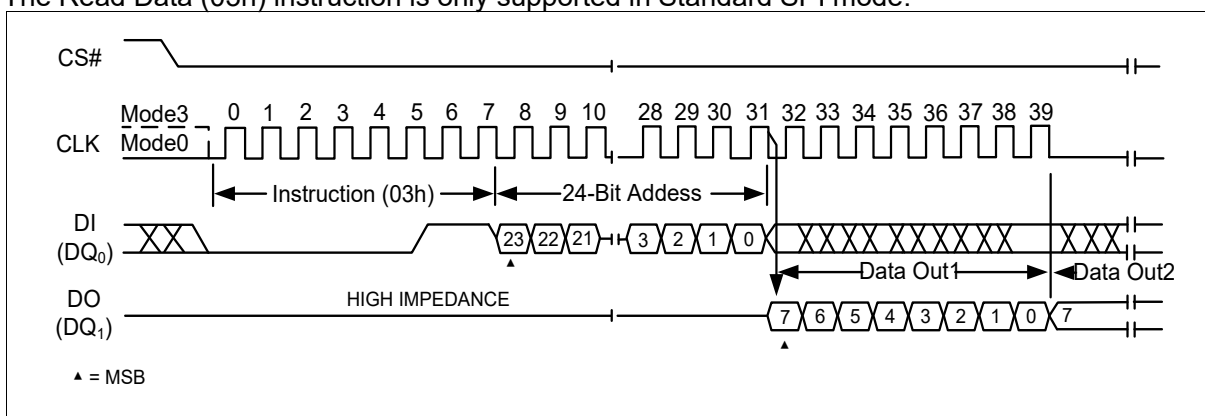 The Read Data (03h) instruction is only supported in Standard SPI mode.
CS#
Mode3 0 1 2 3 4 5 6 7 8 9 10 28 29 30 31 32 33 34 35 36 37 38 39
CLK Mode0
Instruction (03h) 24-Bit Addess
DI
(DQ0) 23 22 21 3 2 1 0
Data Out1 Data Out2
DO HIGH IMPEDANCE
(DQ1) 7 6 5 4 3 2 1 0 7
▲ = MSB